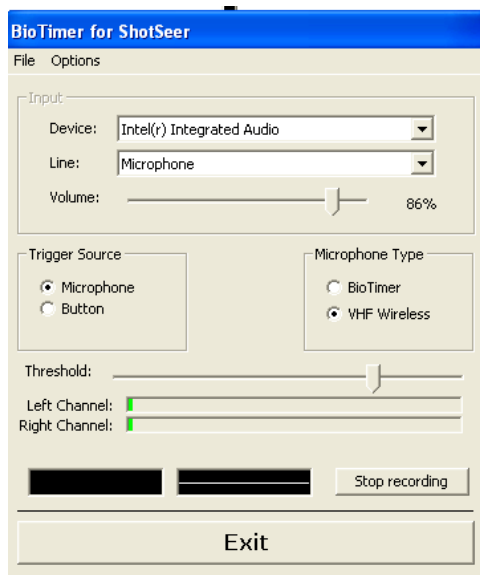 BioTimer for ShotSeer
File Options
Input
Device: Intel(r) Integrated Audio
Line: Microphone
Volume: 86%
Trigger Source
Microphone
Button
Microphone Type
BioTimer
VHF Wireless
Threshold:
Left Channel:
Right Channel:
Stop recording
Exit